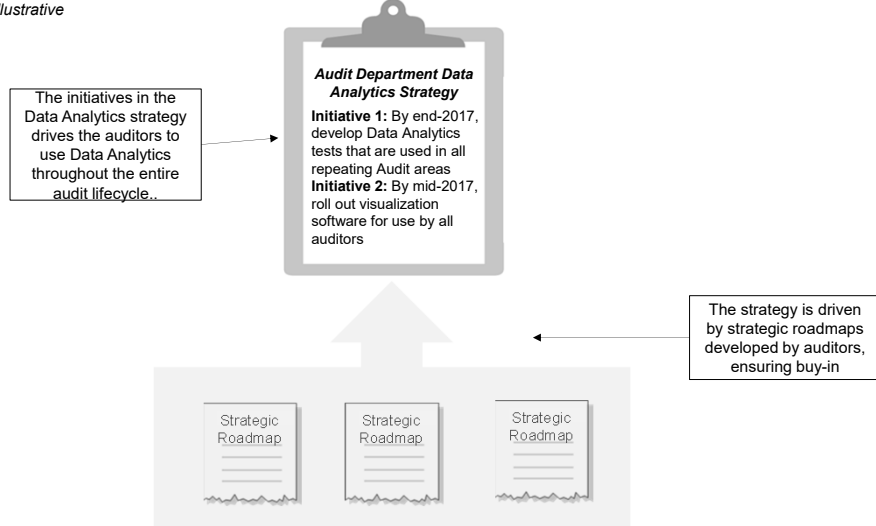 llustrative
Audit Department Data
Analytics Strategy
Initiative 1: By end-2017,
develop Data Analytics
tests that are used in all
repeating Audit areas
Initiative 2: By mid-2017,
roll out visualization
software for use by all
auditors
The initiatives in the
Data Analytics strategy
drives the auditors to
use Data Analytics
throughout the entire
audit lifecycle..
The strategy is driven
by strategic roadmaps
developed by auditors,
ensuring buy-in
Strategic
Roadmap
Strategic
Roadmap
Strategic
Roadmap